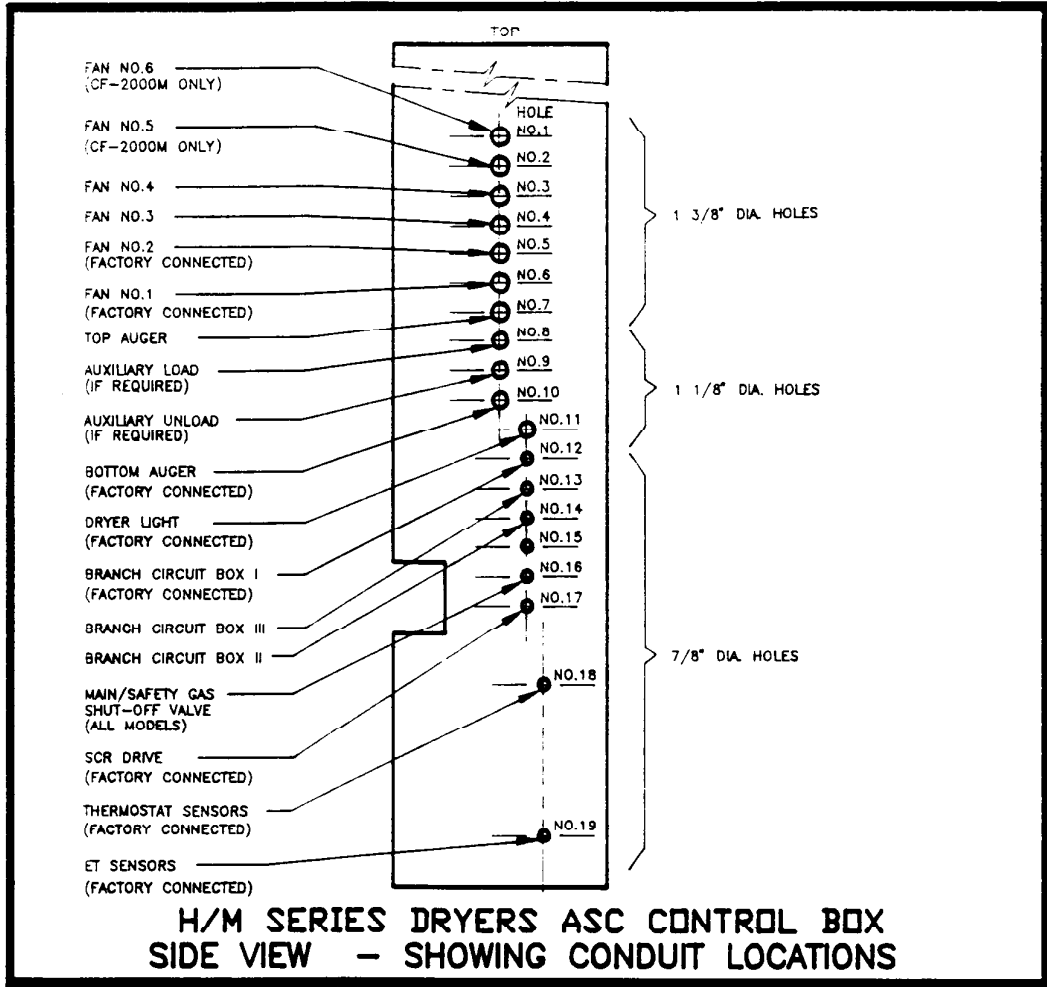 TOP
FAN NO.6
(CF-2000M ONLY)
FAN NO.5
(CF-2000M ONLY)
FAN NO.4
FAN NO.3
FAN NO.2
(FACTORY CONNECTED)
FAN NO.1
(FACTORY CONNECTED)
TOP AUGER
AUXILIARY LOAD
(IF REQUIRED)
AUXILIARY UNLOAD
(IF REQUIRED)
BOTTOM AUGER
(FACTORY CONNECTED)
DRYER LIGHT
(FACTORY CONNECTED)
BRANCH CIRCUIT BOX I
(FACTORY CONNECTED)
BRANCH CIRCUIT BOX III
BRANCH CIRCUIT BOX II
MAIN/SAFETY GAS
SHUT-OFF VALVE
(ALL MODELS)
SCR DRIVE
(FACTORY CONNECTED)
THERMOSTAT SENSORS
(FACTORY CONNECTED)
ET SENSORS
(FACTORY CONNECTED)
HOLE
NO.1
NO.2
NO.3
NO.4
NO.5
NO.6
NO.7
NO.8
NO.9
NO.10
NO.11
NO.12
NO.13
NO.14
NO.15
NO.16
NO.17
NO.18
NO.19
1 3/8" DIA. HOLES
1 1/8" DIA. HOLES
7/8" DIA. HOLES
H/M SERIES DRYERS ASC CONTROL BOX
SIDE VIEW - SHOWING CONDUIT LOCATIONS